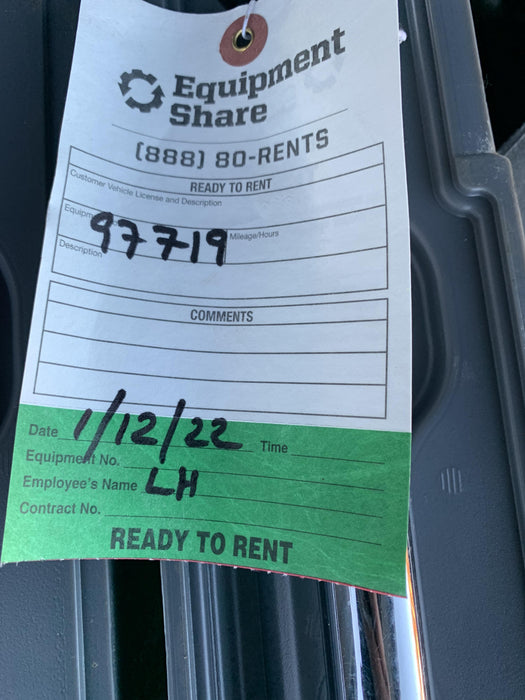 Equipment
Share
(888) 80-RENTS
READY TO RENT
Customer Vehicle License and Description
Equipm 97719 Mileage/Hours
Description
COMMENTS
Date 1/12/22 Time
Equipment No.
Employee's Name LH
Contract No.
READY TO RENT